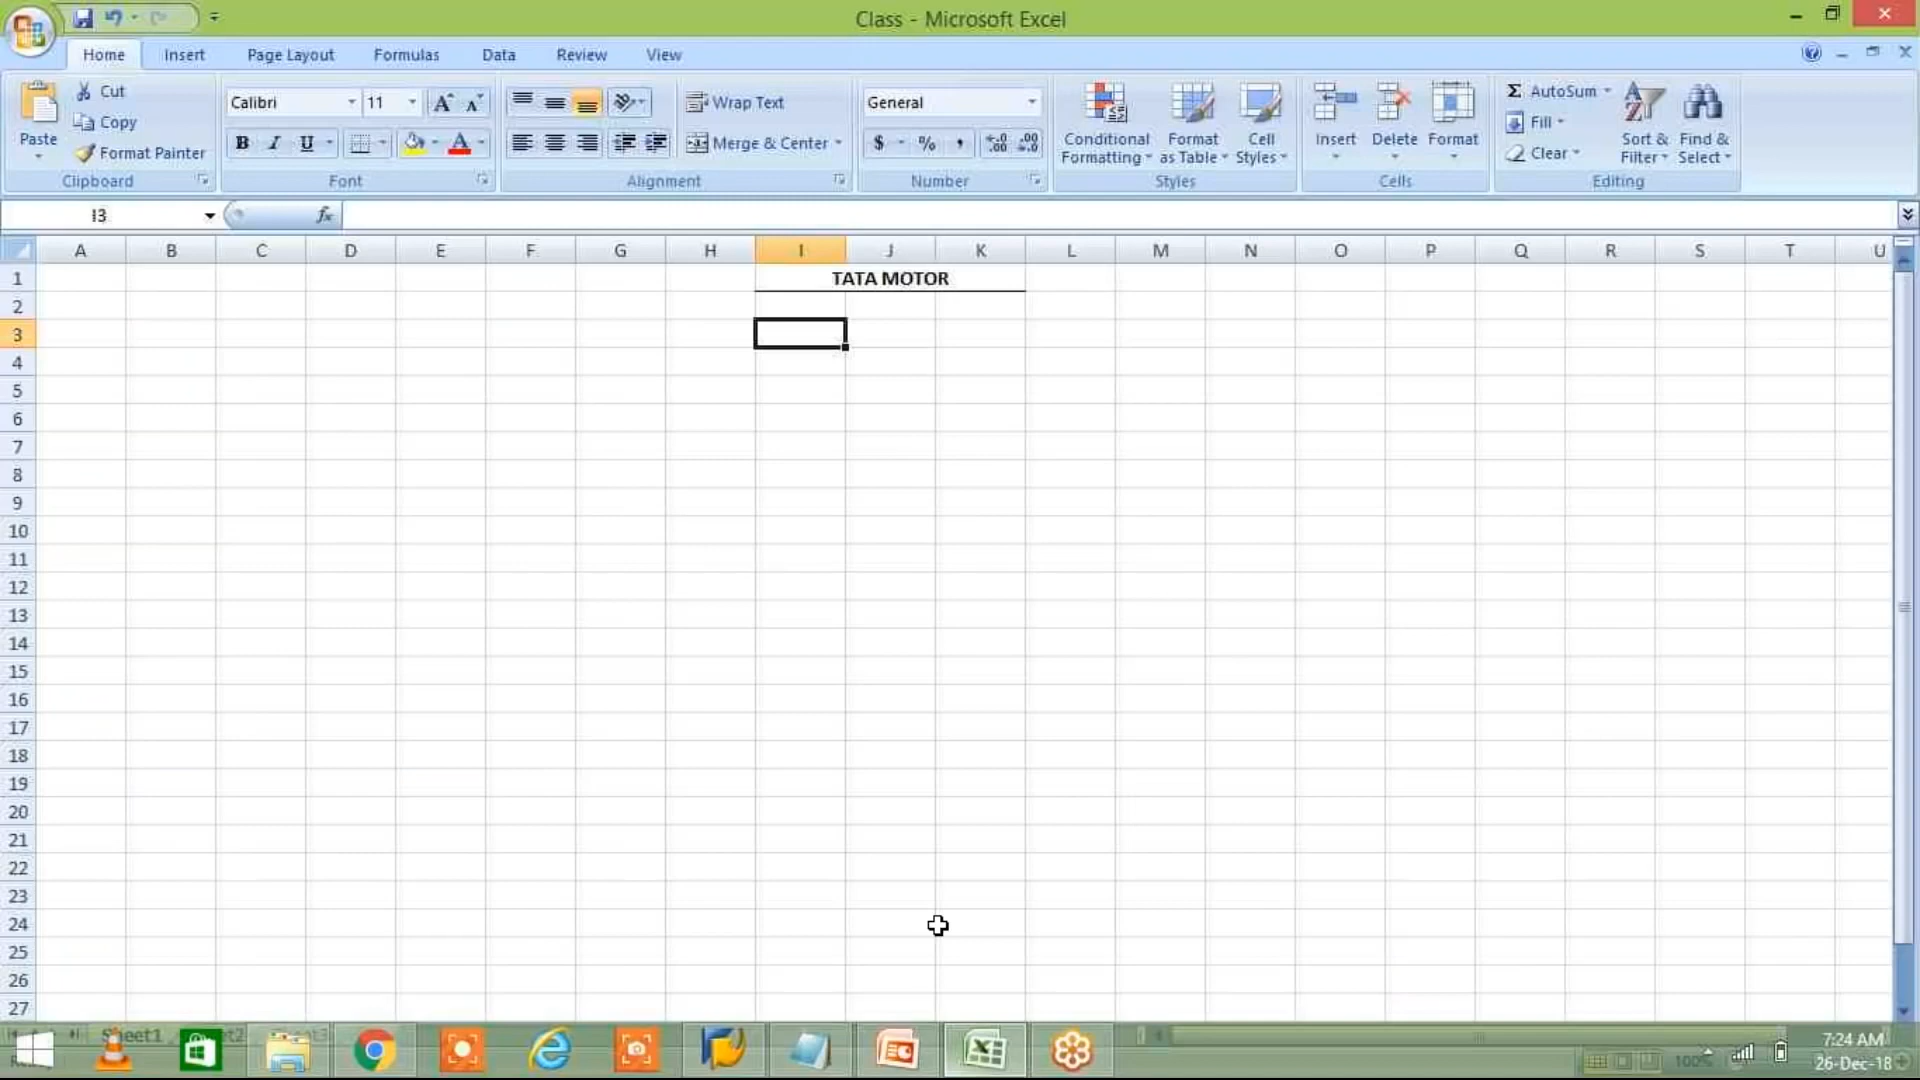 Class - Microsoft Excel
Home Insert Page Layout Formulas Data Review View
Paste Cut Copy Format Painter Clipboard
Calibri 11 A A B I U A Font
Wrap Text Merge & Center Alignment
General $ % , Number
Conditional Formatting Format as Table Cell Styles Styles
Insert Delete Format Cells
Σ AutoSum Fill Clear Sort & Filter Find & Select Editing
I3 fx
A B C D E F G H I J K L M N O P Q R S T U
1 TATA MOTOR
2
3
4
5
6
7
8
9
10
11
12
13
14
15
16
17
18
19
20
21
22
23
24
25
26
27
Sheet1
100%
7:24 AM
26-Dec-18